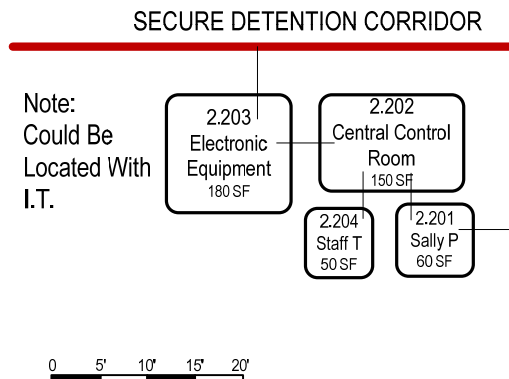 SECURE DETENTION CORRIDOR
Note:
Could Be
Located With
I.T.
2.203
Electronic
Equipment
180 SF
2.202
Central Control
Room
150 SF
2.204
Staff T
50 SF
2.201
Sally P
60 SF
0 5' 10' 15' 20'